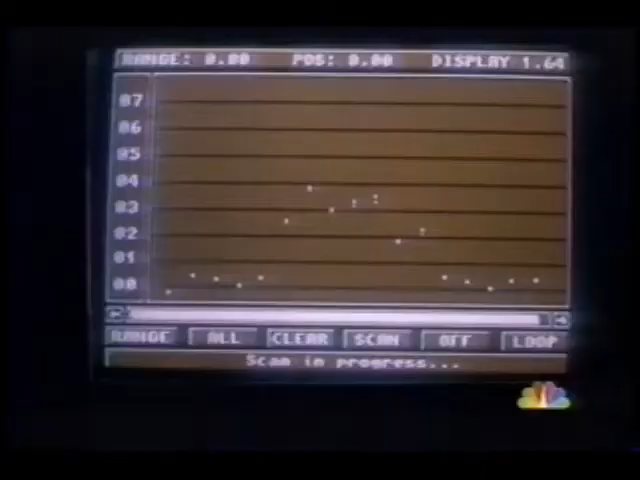 RANGE: 0.00 POS: 0.00 DISPLAY 1.64
07
06
05
04
03
02
01
00
RANGE ALL CLEAR SCAN OFF LOOP
Scan in progress...